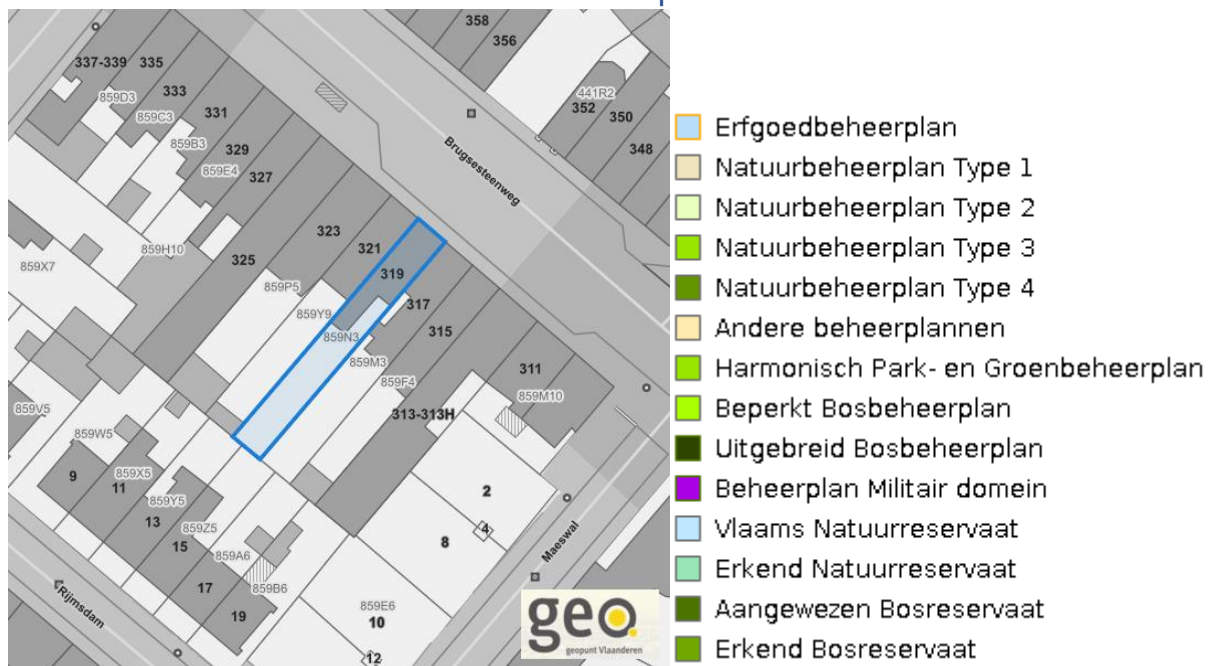 358
356
337-339
335
333
331
329
327
325
323
321
319
317
315
313-313H
311
859D3
859C3
859B3
859E4
859H10
859X7
859P5
859Y9
859N3
859M3
859F4
859M10
441R2
352
350
348
Brugsesteenweg
859V5
859W5
859X5
859Y5
859Z5
859A6
859B6
859E6
9
11
13
15
17
19
2
4
8
10
12
Maeswal
Rijmsdam
geo
geopunt Vlaanderen
Erfgoedbeheerplan
Natuurbeheerplan Type 1
Natuurbeheerplan Type 2
Natuurbeheerplan Type 3
Natuurbeheerplan Type 4
Andere beheerplannen
Harmonisch Park- en Groenbeheerplan
Beperkt Bosbeheerplan
Uitgebreid Bosbeheerplan
Beheerplan Militair domein
Vlaams Natuurreservaat
Erkend Natuurreservaat
Aangewezen Bosreservaat
Erkend Bosreservaat